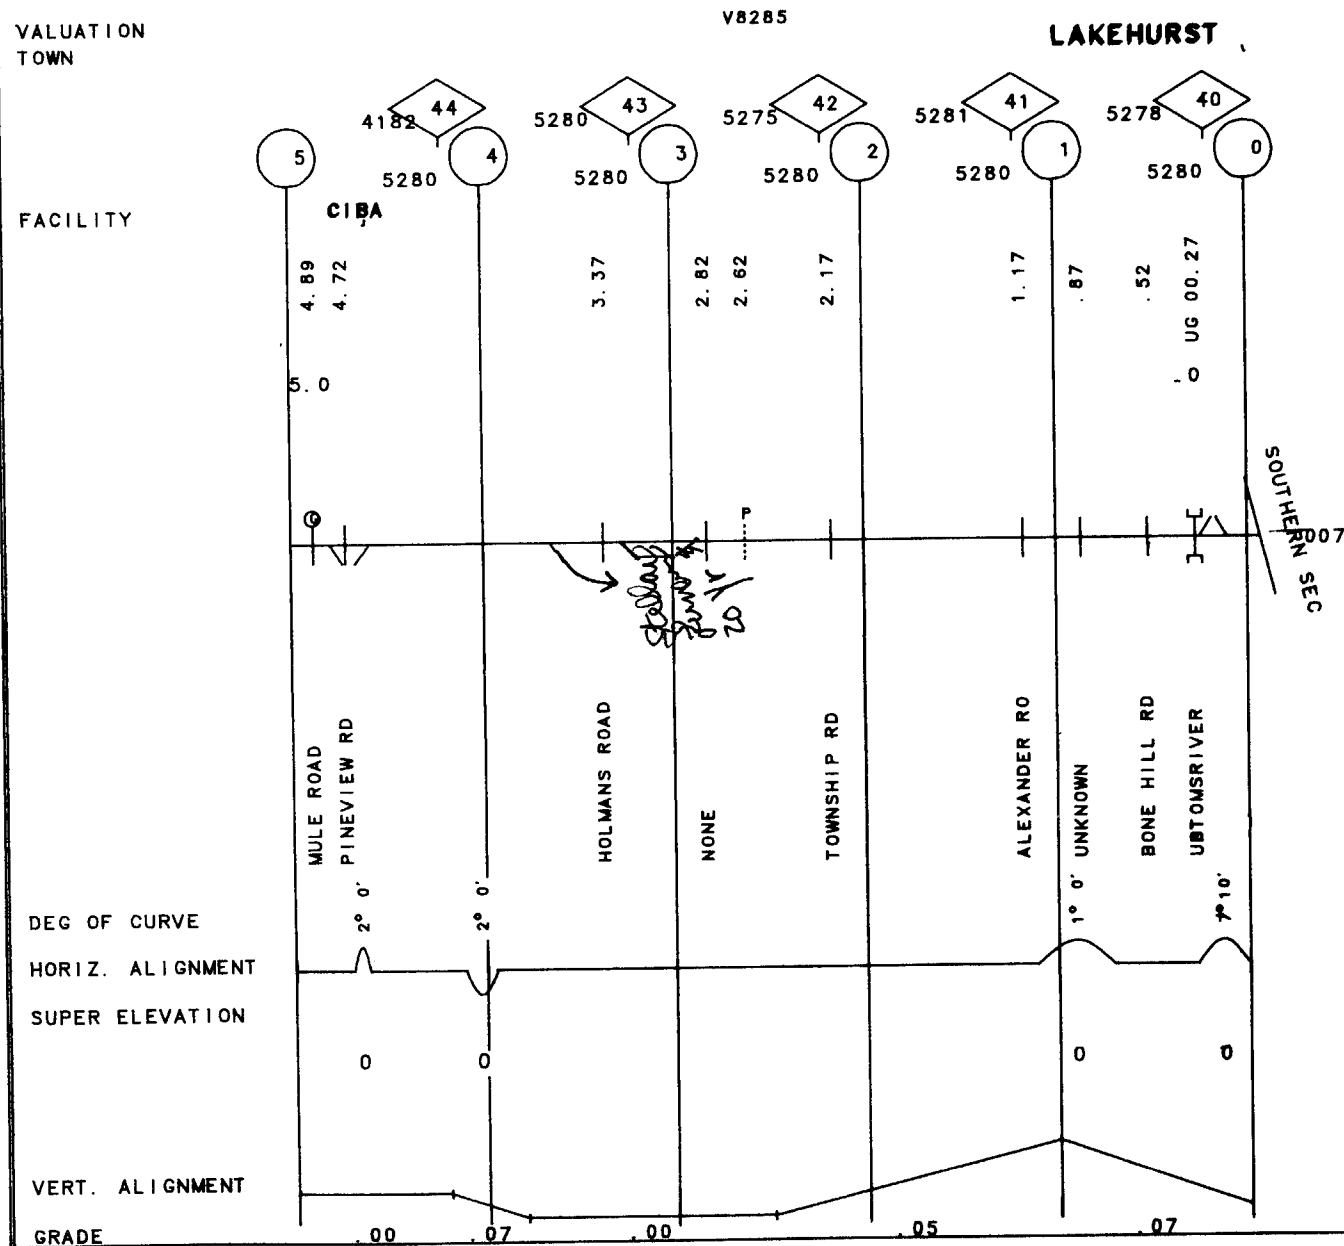 V8285
VALUATION
TOWN
LAKEHURST
44 43 42 41 40
4182 5280 5275 5281 5278
5 4 3 2 1 0
5280 5280 5280 5280 5280
FACILITY
CIBA
4.89
4.72
3.37
2.82
2.62
2.17
1.17
.87
.52
UG 00.27
5.0
.0
P
SOUTHERN SEC
20
MULE ROAD
PINEVIEW RD
HOLMANS ROAD
NONE
TOWNSHIP RD
ALEXANDER RO
UNKNOWN
BONE HILL RD
UBTOMSRIVER
DEG OF CURVE
2° 0'
2° 0'
1° 0'
7° 10'
HORIZ. ALIGNMENT
SUPER ELEVATION
0 0 0 0
VERT. ALIGNMENT
GRADE
.00 .07 .00 .05 .07